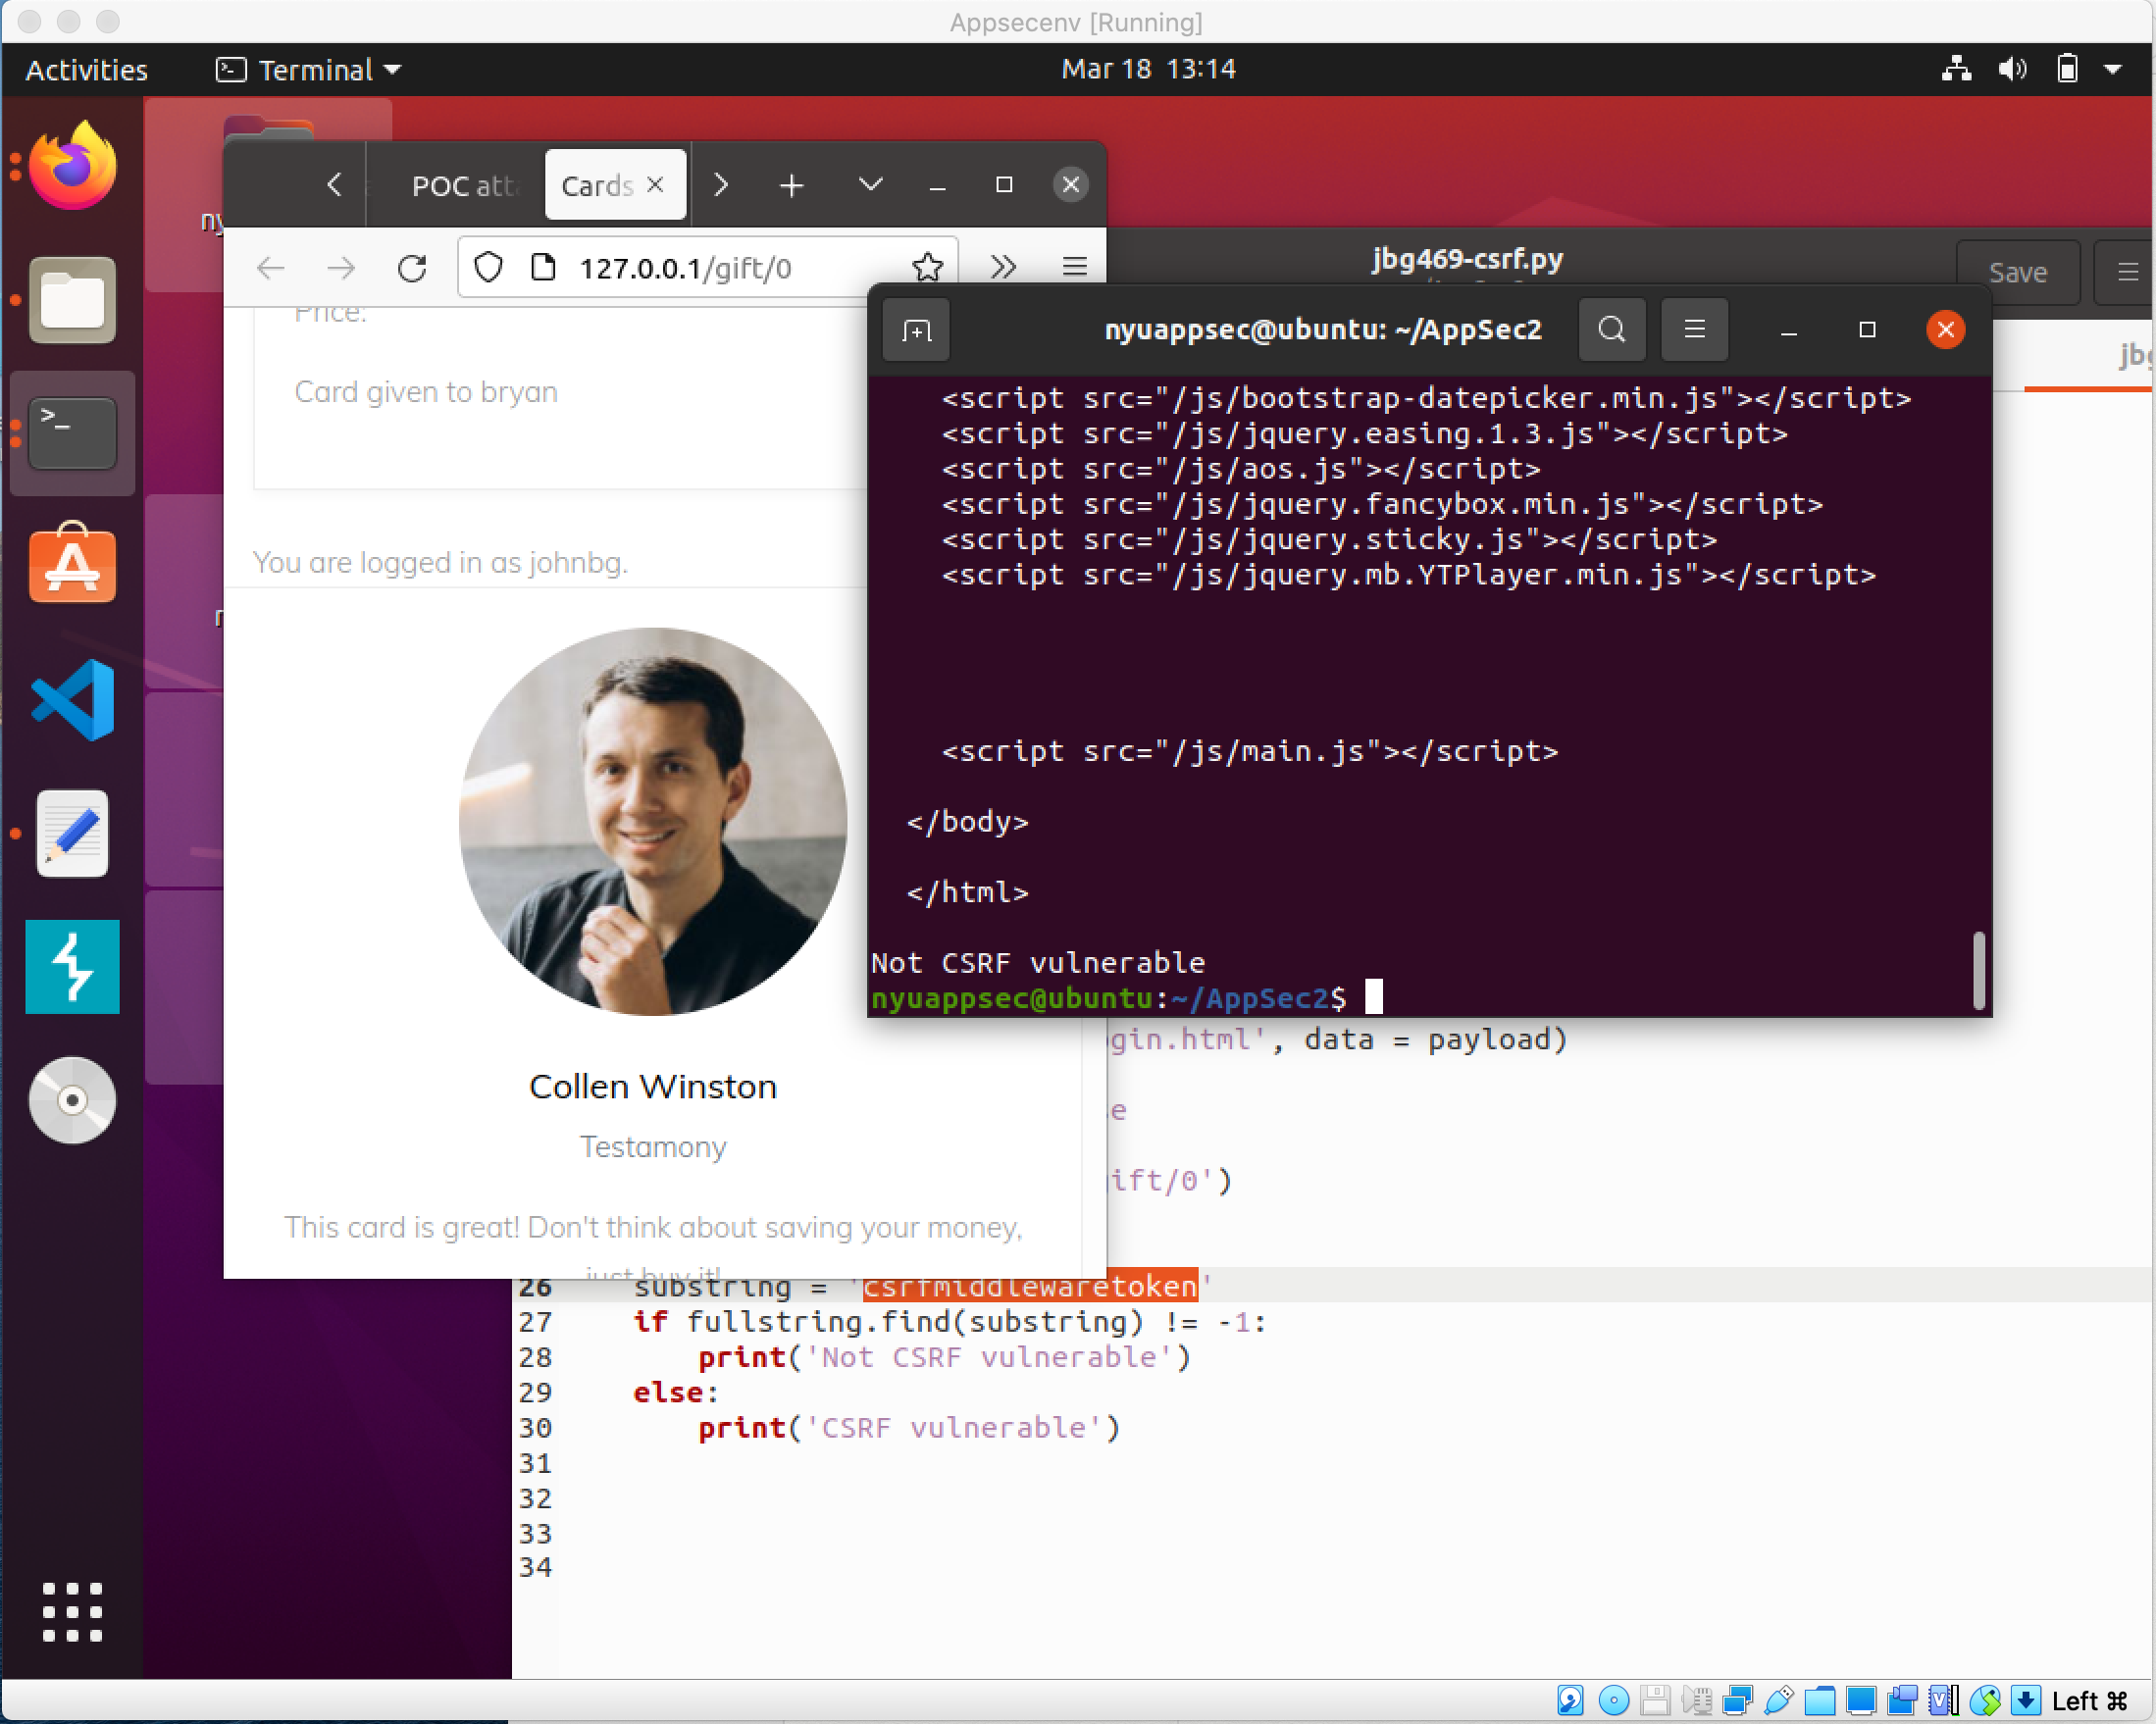 Appsecenv [Running]
Activities
Terminal
Mar 18 13:14
POC att
Cards
127.0.0.1/gift/0
jbg469-csrf.py
Save
Price:
Card given to bryan
You are logged in as johnbg.
Collen Winston
Testamony
This card is great! Don't think about saving your money,
just buy it!
nyuappsec@ubuntu: ~/AppSec2
<script src="/js/bootstrap-datepicker.min.js"></script>
<script src="/js/jquery.easing.1.3.js"></script>
<script src="/js/aos.js"></script>
<script src="/js/jquery.fancybox.min.js"></script>
<script src="/js/jquery.sticky.js"></script>
<script src="/js/jquery.mb.YTPlayer.min.js"></script>
<script src="/js/main.js"></script>
</body>
</html>
Not CSRF vulnerable
nyuappsec@ubuntu:~/AppSec2$
gin.html', data = payload)
e
ift/0')
26 substring = 'csrfmiddlewaretoken'
27 if fullstring.find(substring) != -1:
28 print('Not CSRF vulnerable')
29 else:
30 print('CSRF vulnerable')
31
32
33
34
Left ⌘